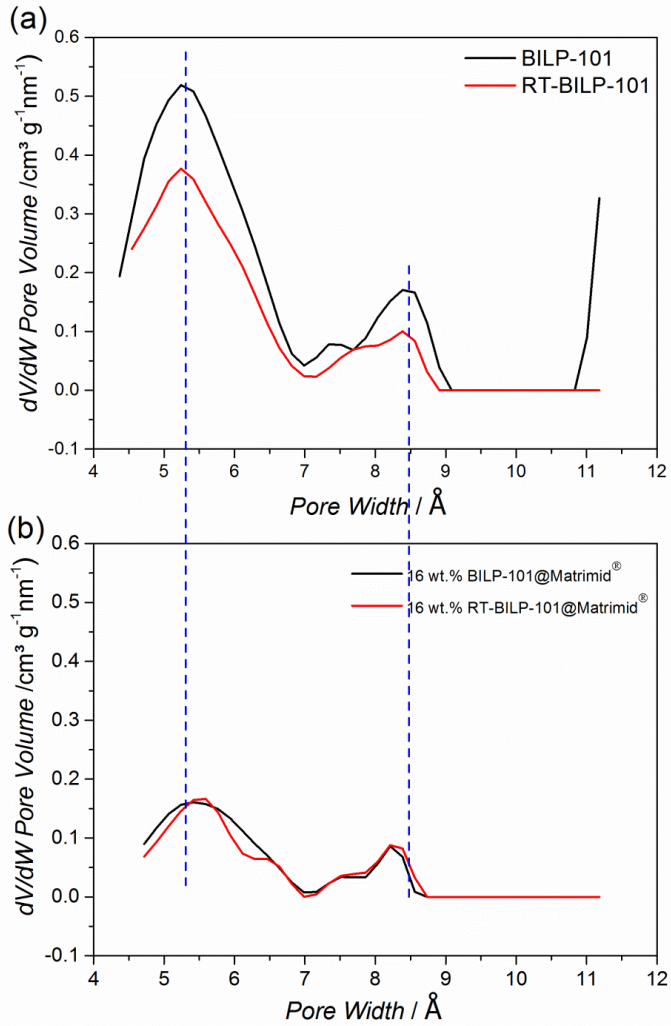 (a)
0.6
0.5
0.4
0.3
0.2
0.1
0.0
-0.1
dV/dW Pore Volume /cm³ g⁻¹nm⁻¹)
BILP-101
RT-BILP-101
4 5 6 7 8 9 10 11 12
Pore Width / Å
(b)
0.6
0.5
0.4
0.3
0.2
0.1
0.0
-0.1
dV/dW Pore Volume /cm³ g⁻¹nm⁻¹)
16 wt.% BILP-101@Matrimid®
16 wt.% RT-BILP-101@Matrimid®
4 5 6 7 8 9 10 11 12
Pore Width / Å